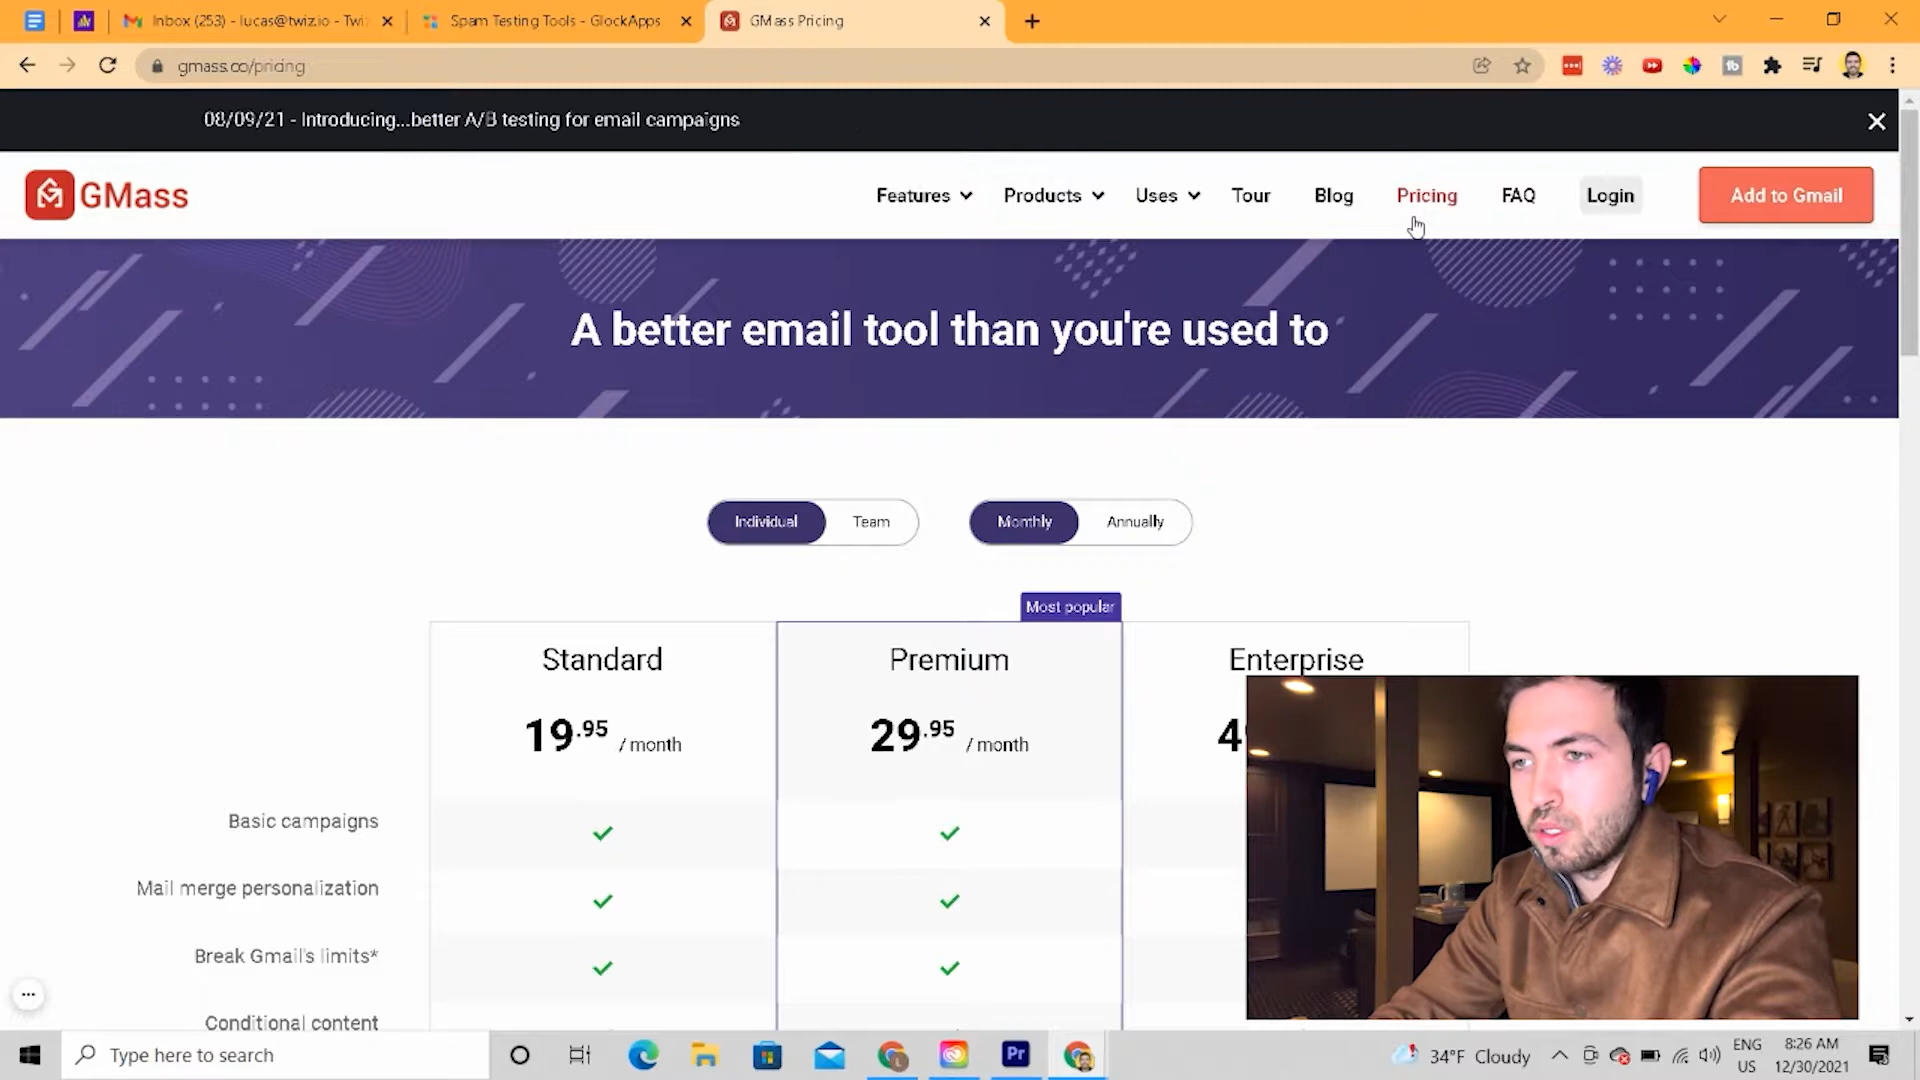 Inbox (253) - lucas@twiz.io - Twi
Spam Testing Tools - GlockApps
GMass Pricing
gmass.co/pricing
08/09/21 - Introducing...better A/B testing for email campaigns
GMass
Features
Products
Uses
Tour
Blog
Pricing
FAQ
Login
Add to Gmail
A better email tool than you're used to
Individual
Team
Monthly
Annually
Most popular
Standard
Premium
Enterprise
19.95 / month
29.95 / month
4
Basic campaigns
Mail merge personalization
Break Gmail's limits*
Conditional content
Type here to search
Pr
34°F Cloudy
ENG
US
8:26 AM
12/30/2021